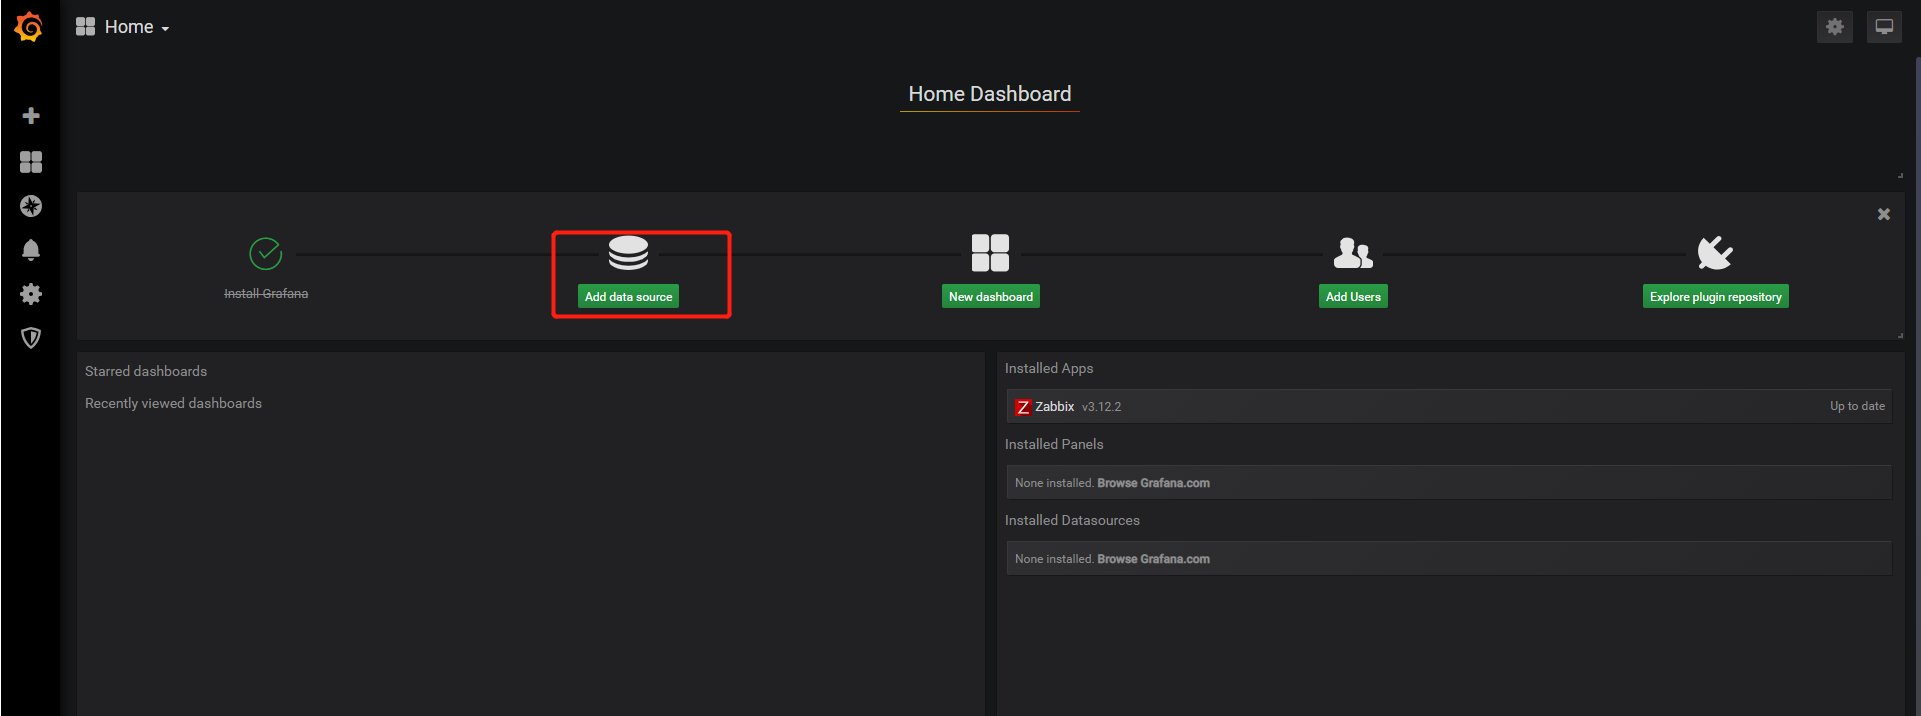 Home
Home Dashboard
Install Grafana
Add data source
New dashboard
Add Users
Explore plugin repository
Starred dashboards
Recently viewed dashboards
Installed Apps
Z Zabbix v3.12.2 Up to date
Installed Panels
None installed. Browse Grafana.com
Installed Datasources
None installed. Browse Grafana.com